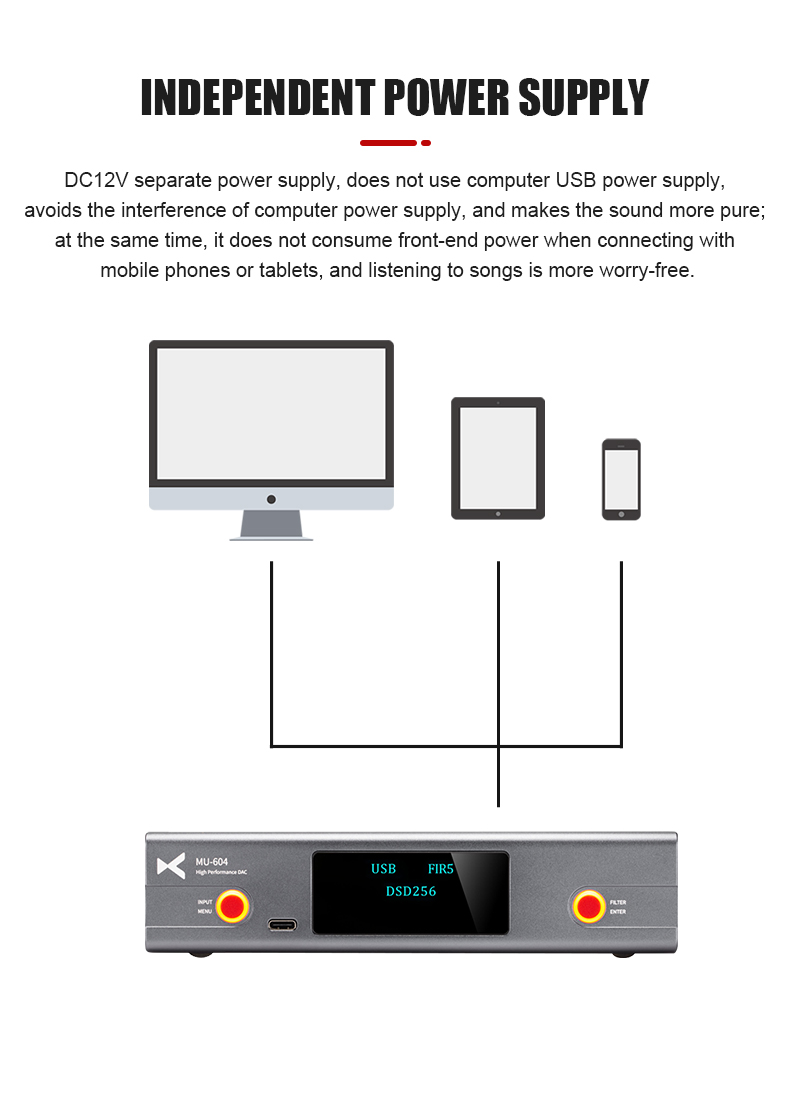 INDEPENDENT POWER SUPPLY
DC12V separate power supply, does not use computer USB power supply,
avoids the interference of computer power supply, and makes the sound more pure;
at the same time, it does not consume front-end power when connecting with
mobile phones or tablets, and listening to songs is more worry-free.
MU-604
High Performance DAC
USB FIR5
DSD256
INPUT
MENU
FILTER
ENTER